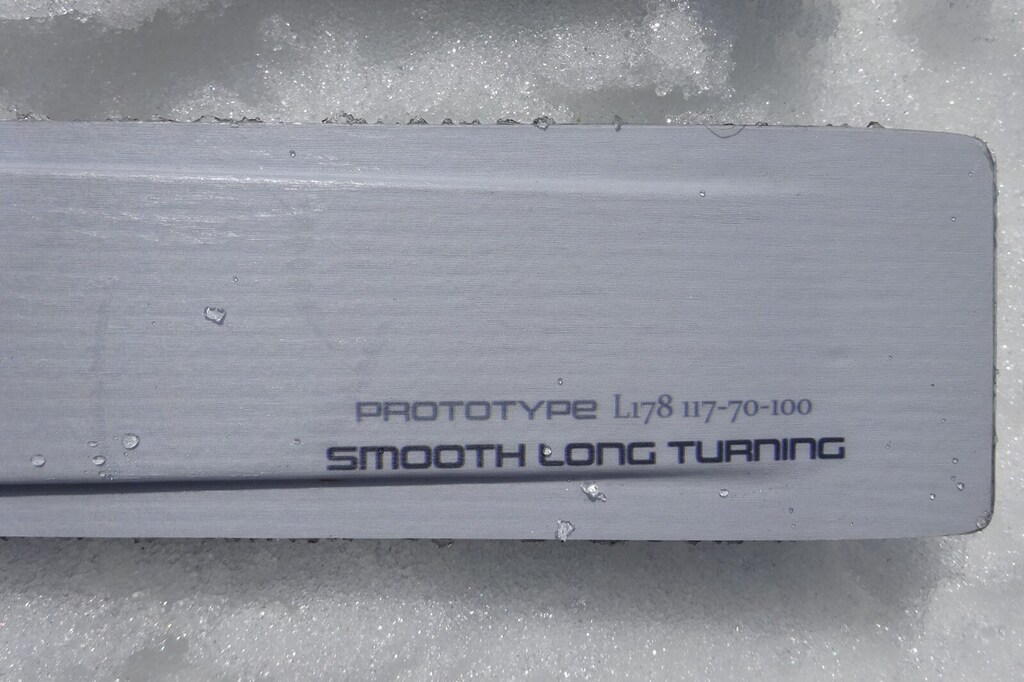 PROTOTYPE L178 117-70-100
SMOOTH LONG TURNING